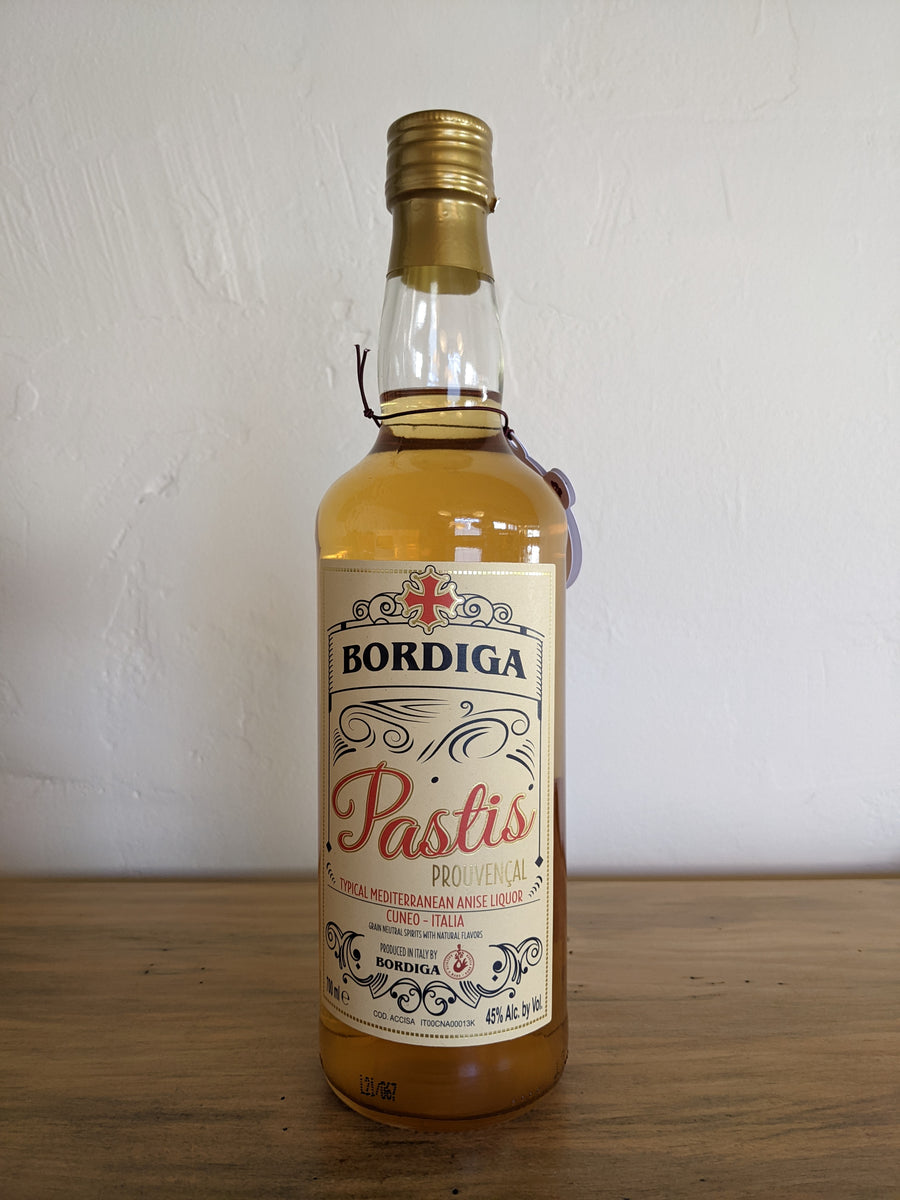 BORDIGA
Pastis
PROUVENÇAL
TYPICAL MEDITERRANEAN ANISE LIQUOR
CUNEO - ITALIA
GRAIN NEUTRAL SPIRITS WITH NATURAL FLAVORS
PRODUCED IN ITALY BY
BORDIGA
700 ml ℮
COD. ACCISA IT00CNA00013K
45% Alc. by Vol.
L21/067